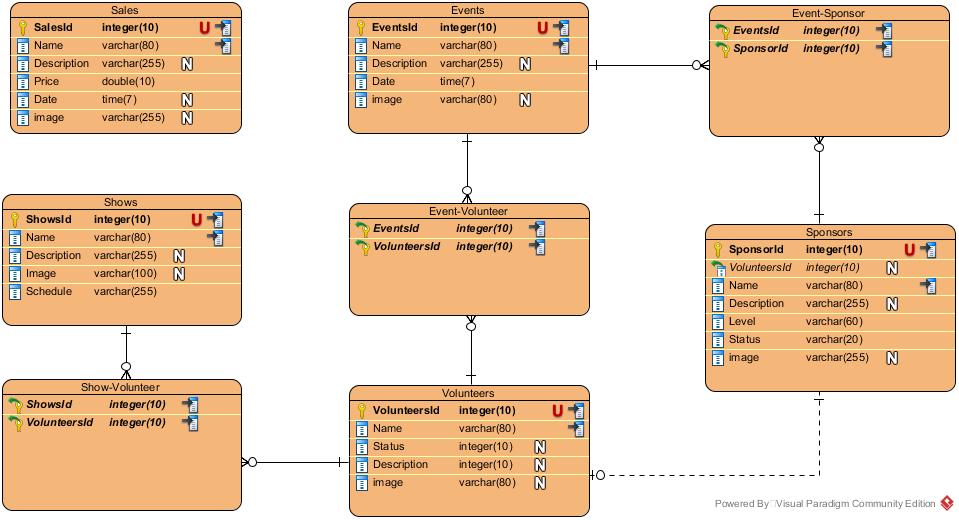 Sales
SalesId integer(10) U
Name varchar(80)
Description varchar(255) N
Price double(10)
Date time(7) N
image varchar(255) N
Events
EventsId integer(10) U
Name varchar(80)
Description varchar(255) N
Date time(7)
image varchar(80) N
Event-Sponsor
EventsId integer(10)
SponsorId integer(10)
Shows
ShowsId integer(10) U
Name varchar(80)
Description varchar(255) N
Image varchar(100) N
Schedule varchar(255)
Event-Volunteer
EventsId integer(10)
VolunteersId integer(10)
Sponsors
SponsorId integer(10) U
VolunteersId integer(10) N
Name varchar(80)
Description varchar(255) N
Level varchar(60)
Status varchar(20)
image varchar(255) N
Show-Volunteer
ShowsId integer(10)
VolunteersId integer(10)
Volunteers
VolunteersId integer(10) U
Name varchar(80)
Status integer(10) N
Description integer(10) N
image varchar(80) N
Powered By Visual Paradigm Community Edition